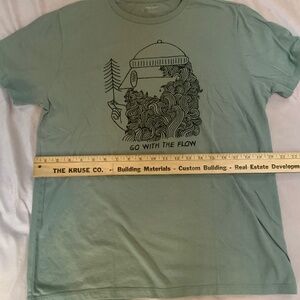 GO WITH THE FLOW
THE KRUSE CO. - Building Materials - Custom Building - Real Estate Developm